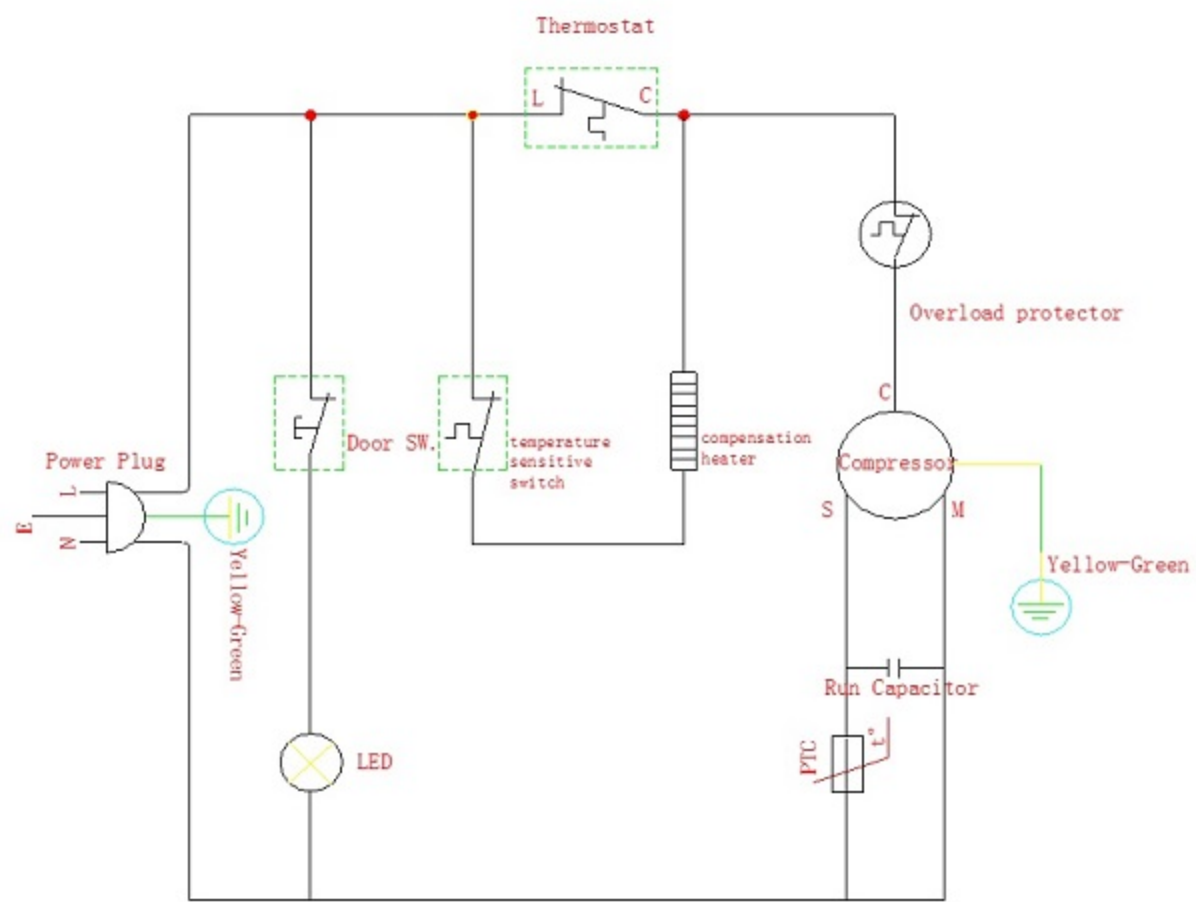 Thermostat
L
C
Overload protector
C
Door SW.
temperature
sensitive
switch
compensation
heater
Compressor
Power Plug
L
E
N
S
M
Yellow-Green
Yellow-Green
Run Capacitor
PTC
t°
LED